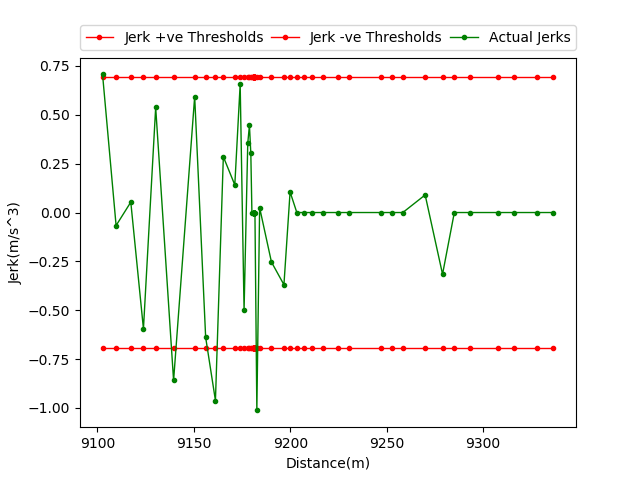 Jerk +ve Thresholds Jerk -ve Thresholds Actual Jerks
0.75
0.50
0.25
0.00
−0.25
−0.50
−0.75
−1.00
Jerk(m/s^3)
9100 9150 9200 9250 9300
Distance(m)